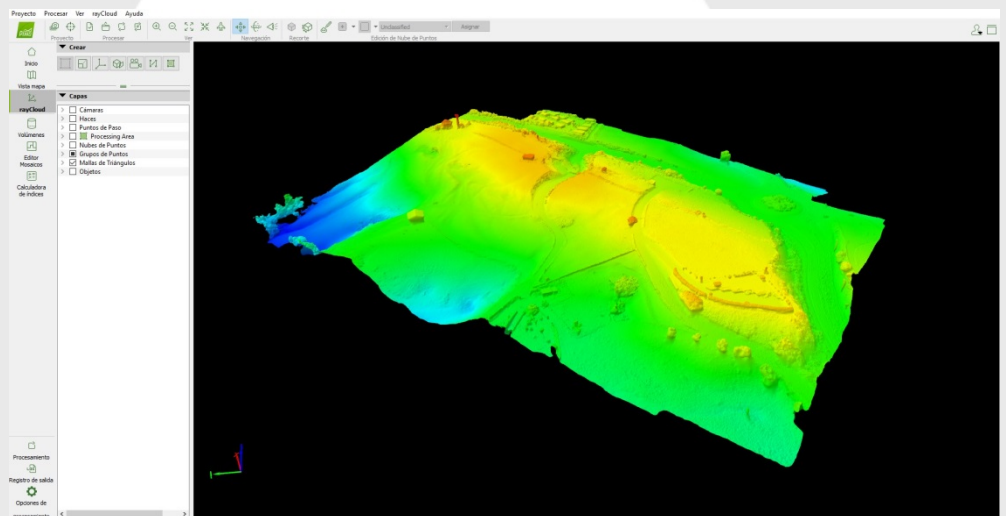 Proyecto Procesar Ver rayCloud Ayuda
Proyecto Procesar Ver Navegación Recorte Edición de Nube de Puntos
Unclassified Asignar
Inicio
Vista mapa
rayCloud
Volúmenes
Editor
Mosaicos
Calculadora
de índices
Procesamiento
Registro de salida
Opciones de
Crear
Capas
Cámaras
Haces
Puntos de Paso
Processing Area
Nubes de Puntos
Grupos de Puntos
Mallas de Triángulos
Objetos